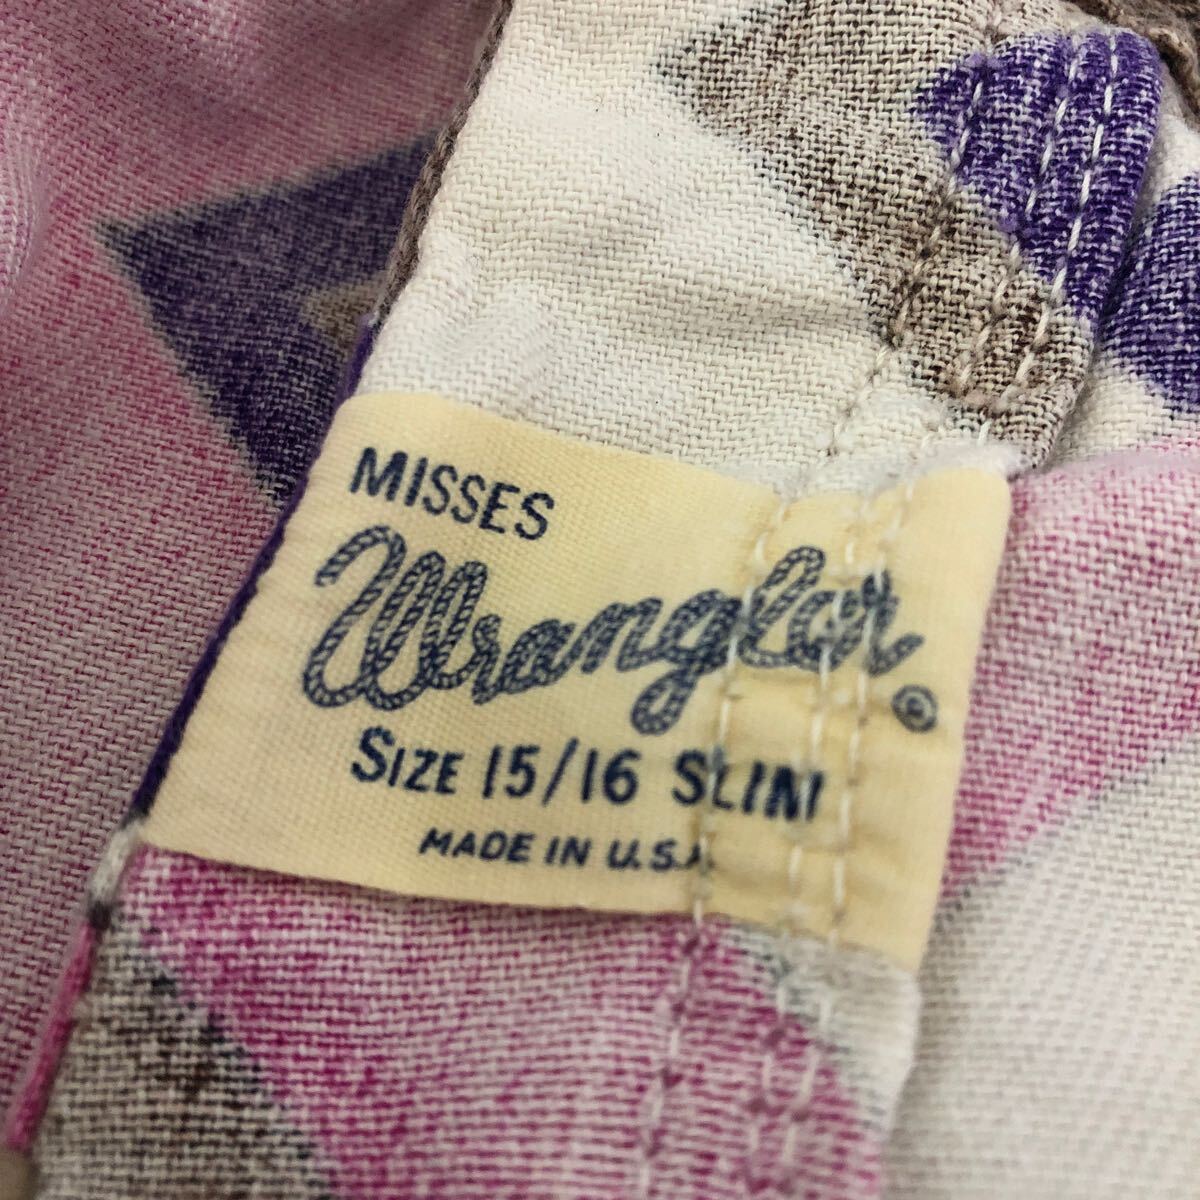 MISSES
Wrangler®
SIZE 15/16 SLIM
MADE IN U.S.A